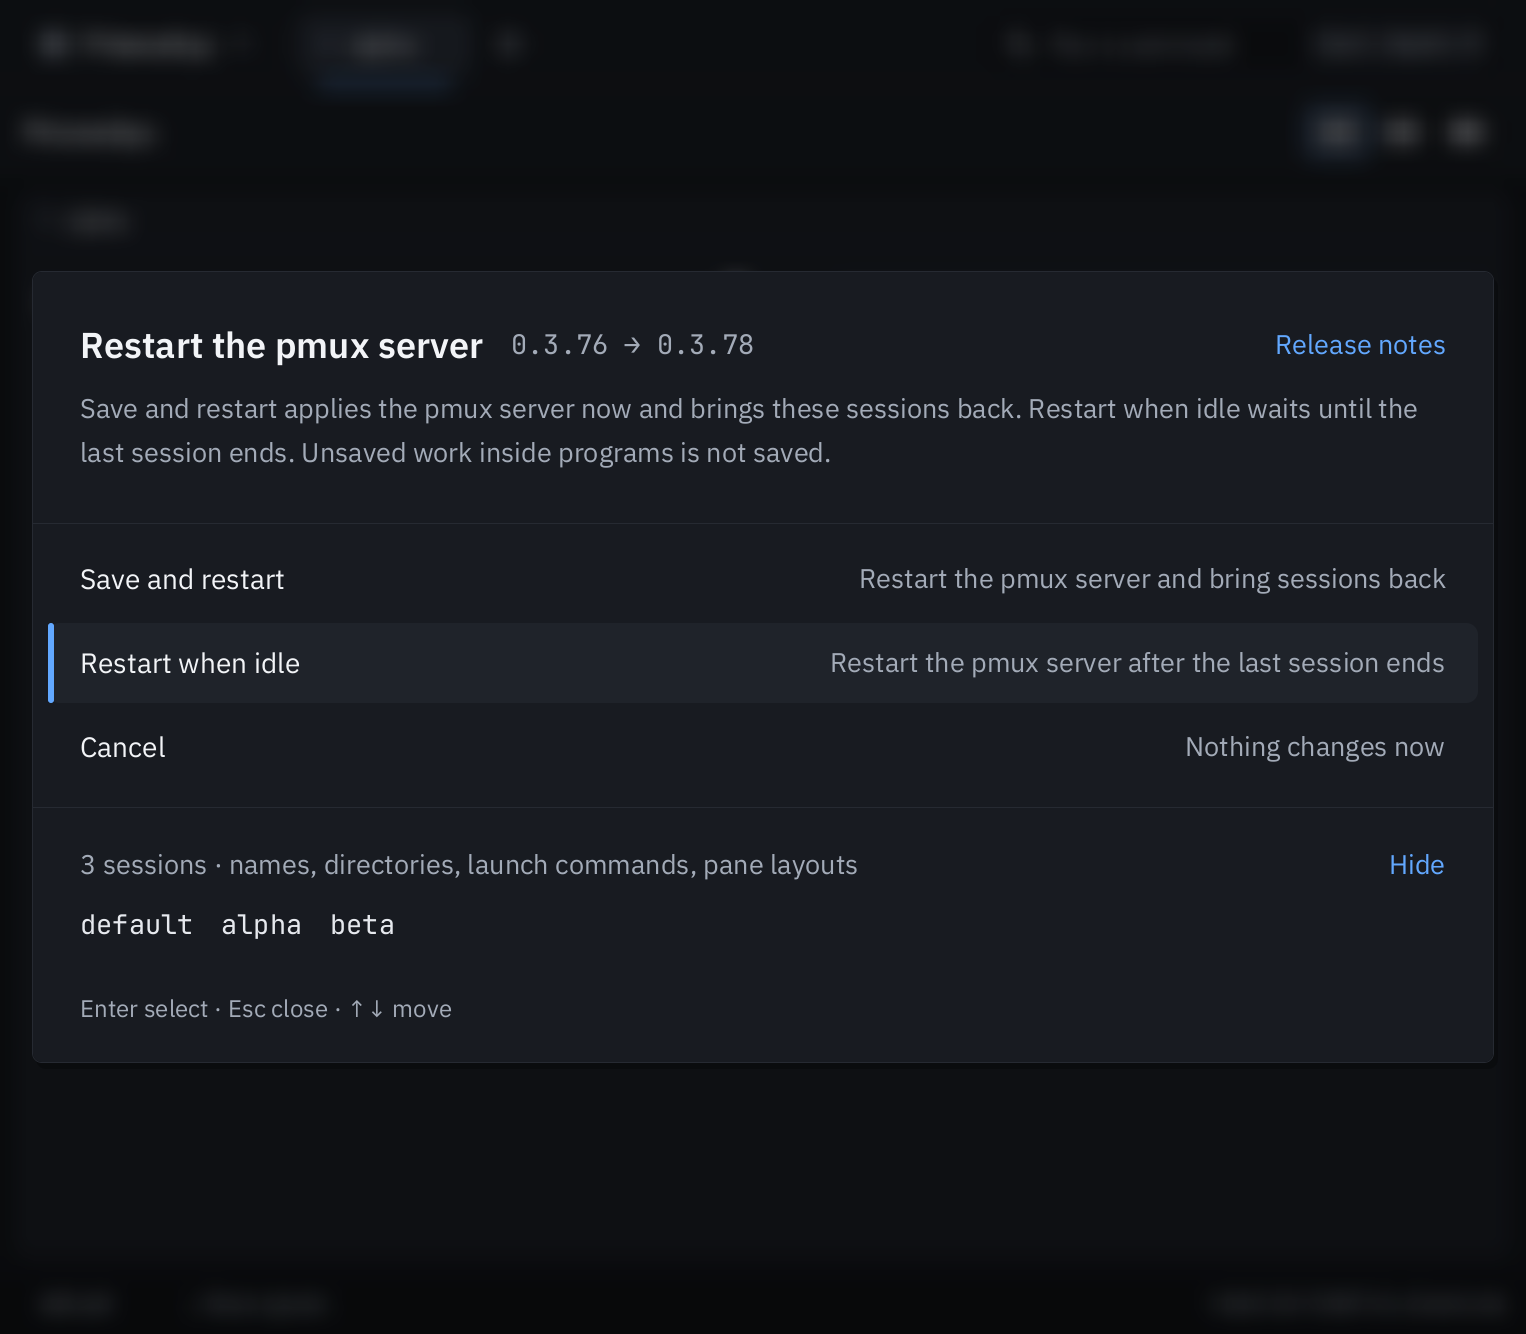 Restart the pmux server 0.3.76 → 0.3.78 Release notes
Save and restart applies the pmux server now and brings these sessions back. Restart when idle waits until the
last session ends. Unsaved work inside programs is not saved.
Save and restart Restart the pmux server and bring sessions back
Restart when idle Restart the pmux server after the last session ends
Cancel Nothing changes now
3 sessions · names, directories, launch commands, pane layouts Hide
default alpha beta
Enter select · Esc close · ↑↓ move